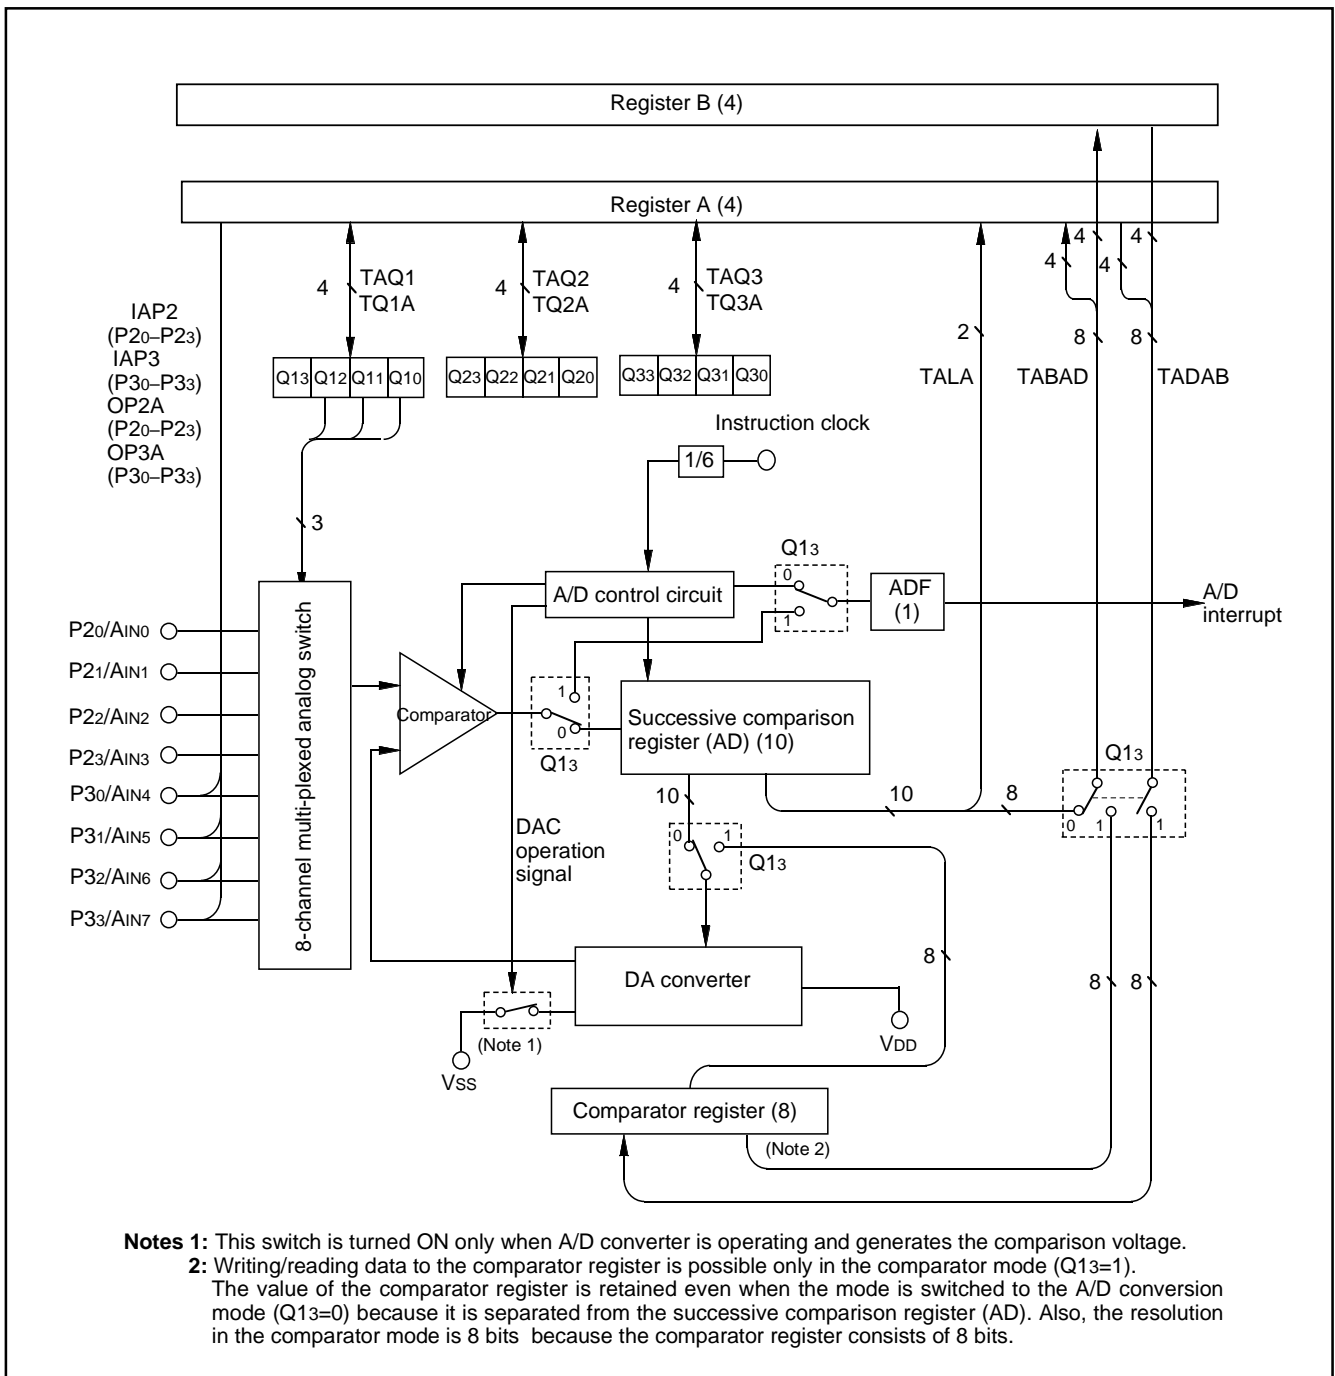 Register B (4)
Register A (4)
4
TAQ1
TQ1A
4
TAQ2
TQ2A
4
TAQ3
TQ3A
4
4
4
4
IAP2
(P20–P23)
IAP3
(P30–P33)
OP2A
(P20–P23)
OP3A
(P30–P33)
2
8
8
TALA
TABAD
TADAB
Q13 Q12 Q11 Q10
Q23 Q22 Q21 Q20
Q33 Q32 Q31 Q30
Instruction clock
1/6
3
Q13
0
1
A/D control circuit
ADF
(1)
A/D
interrupt
P20/AIN0
P21/AIN1
P22/AIN2
P23/AIN3
P30/AIN4
P31/AIN5
P32/AIN6
P33/AIN7
8-channel multi-plexed analog switch
Comparator
1
0
Q13
Successive comparison
register (AD) (10)
10
10
8
Q13
0
1
1
DAC
operation
signal
0
1
Q13
8
8
8
DA converter
(Note 1)
VSS
VDD
Comparator register (8)
(Note 2)
Notes 1: This switch is turned ON only when A/D converter is operating and generates the comparison voltage.
2: Writing/reading data to the comparator register is possible only in the comparator mode (Q13=1).
The value of the comparator register is retained even when the mode is switched to the A/D conversion
mode (Q13=0) because it is separated from the successive comparison register (AD). Also, the resolution
in the comparator mode is 8 bits because the comparator register consists of 8 bits.